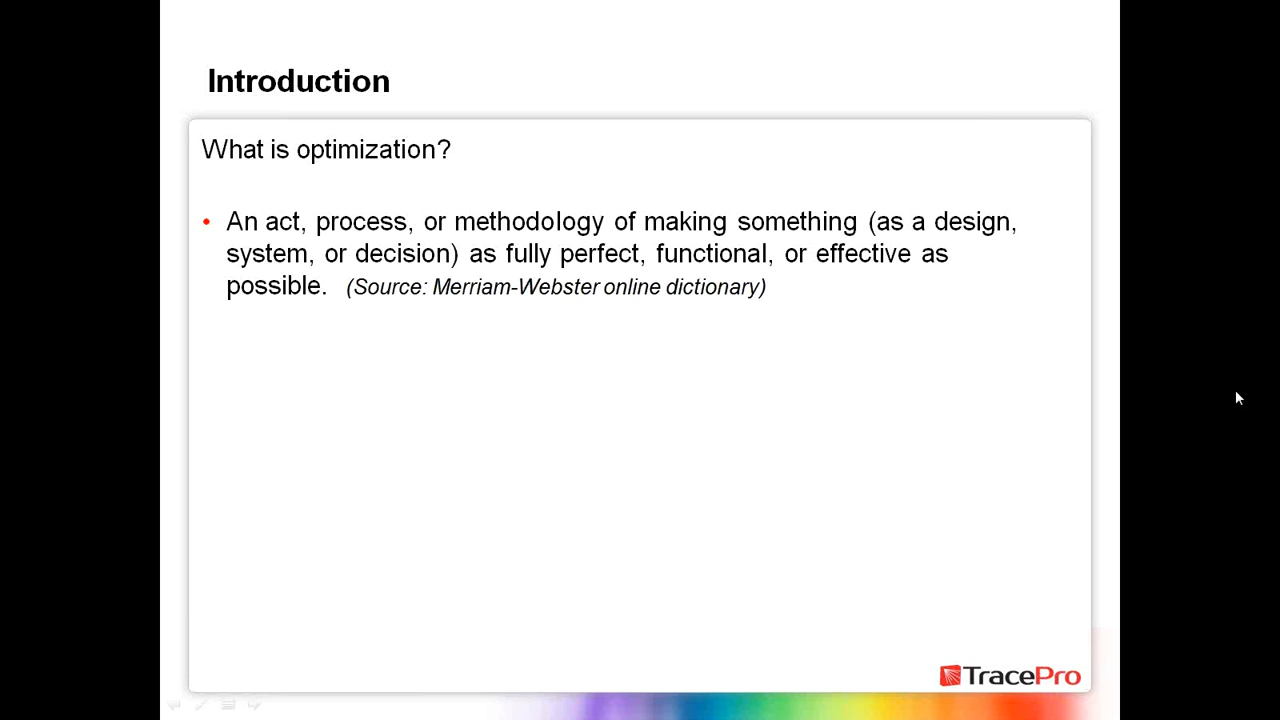 Introduction
What is optimization?
• An act, process, or methodology of making something (as a design,
system, or decision) as fully perfect, functional, or effective as
possible. (Source: Merriam-Webster online dictionary)
TracePro